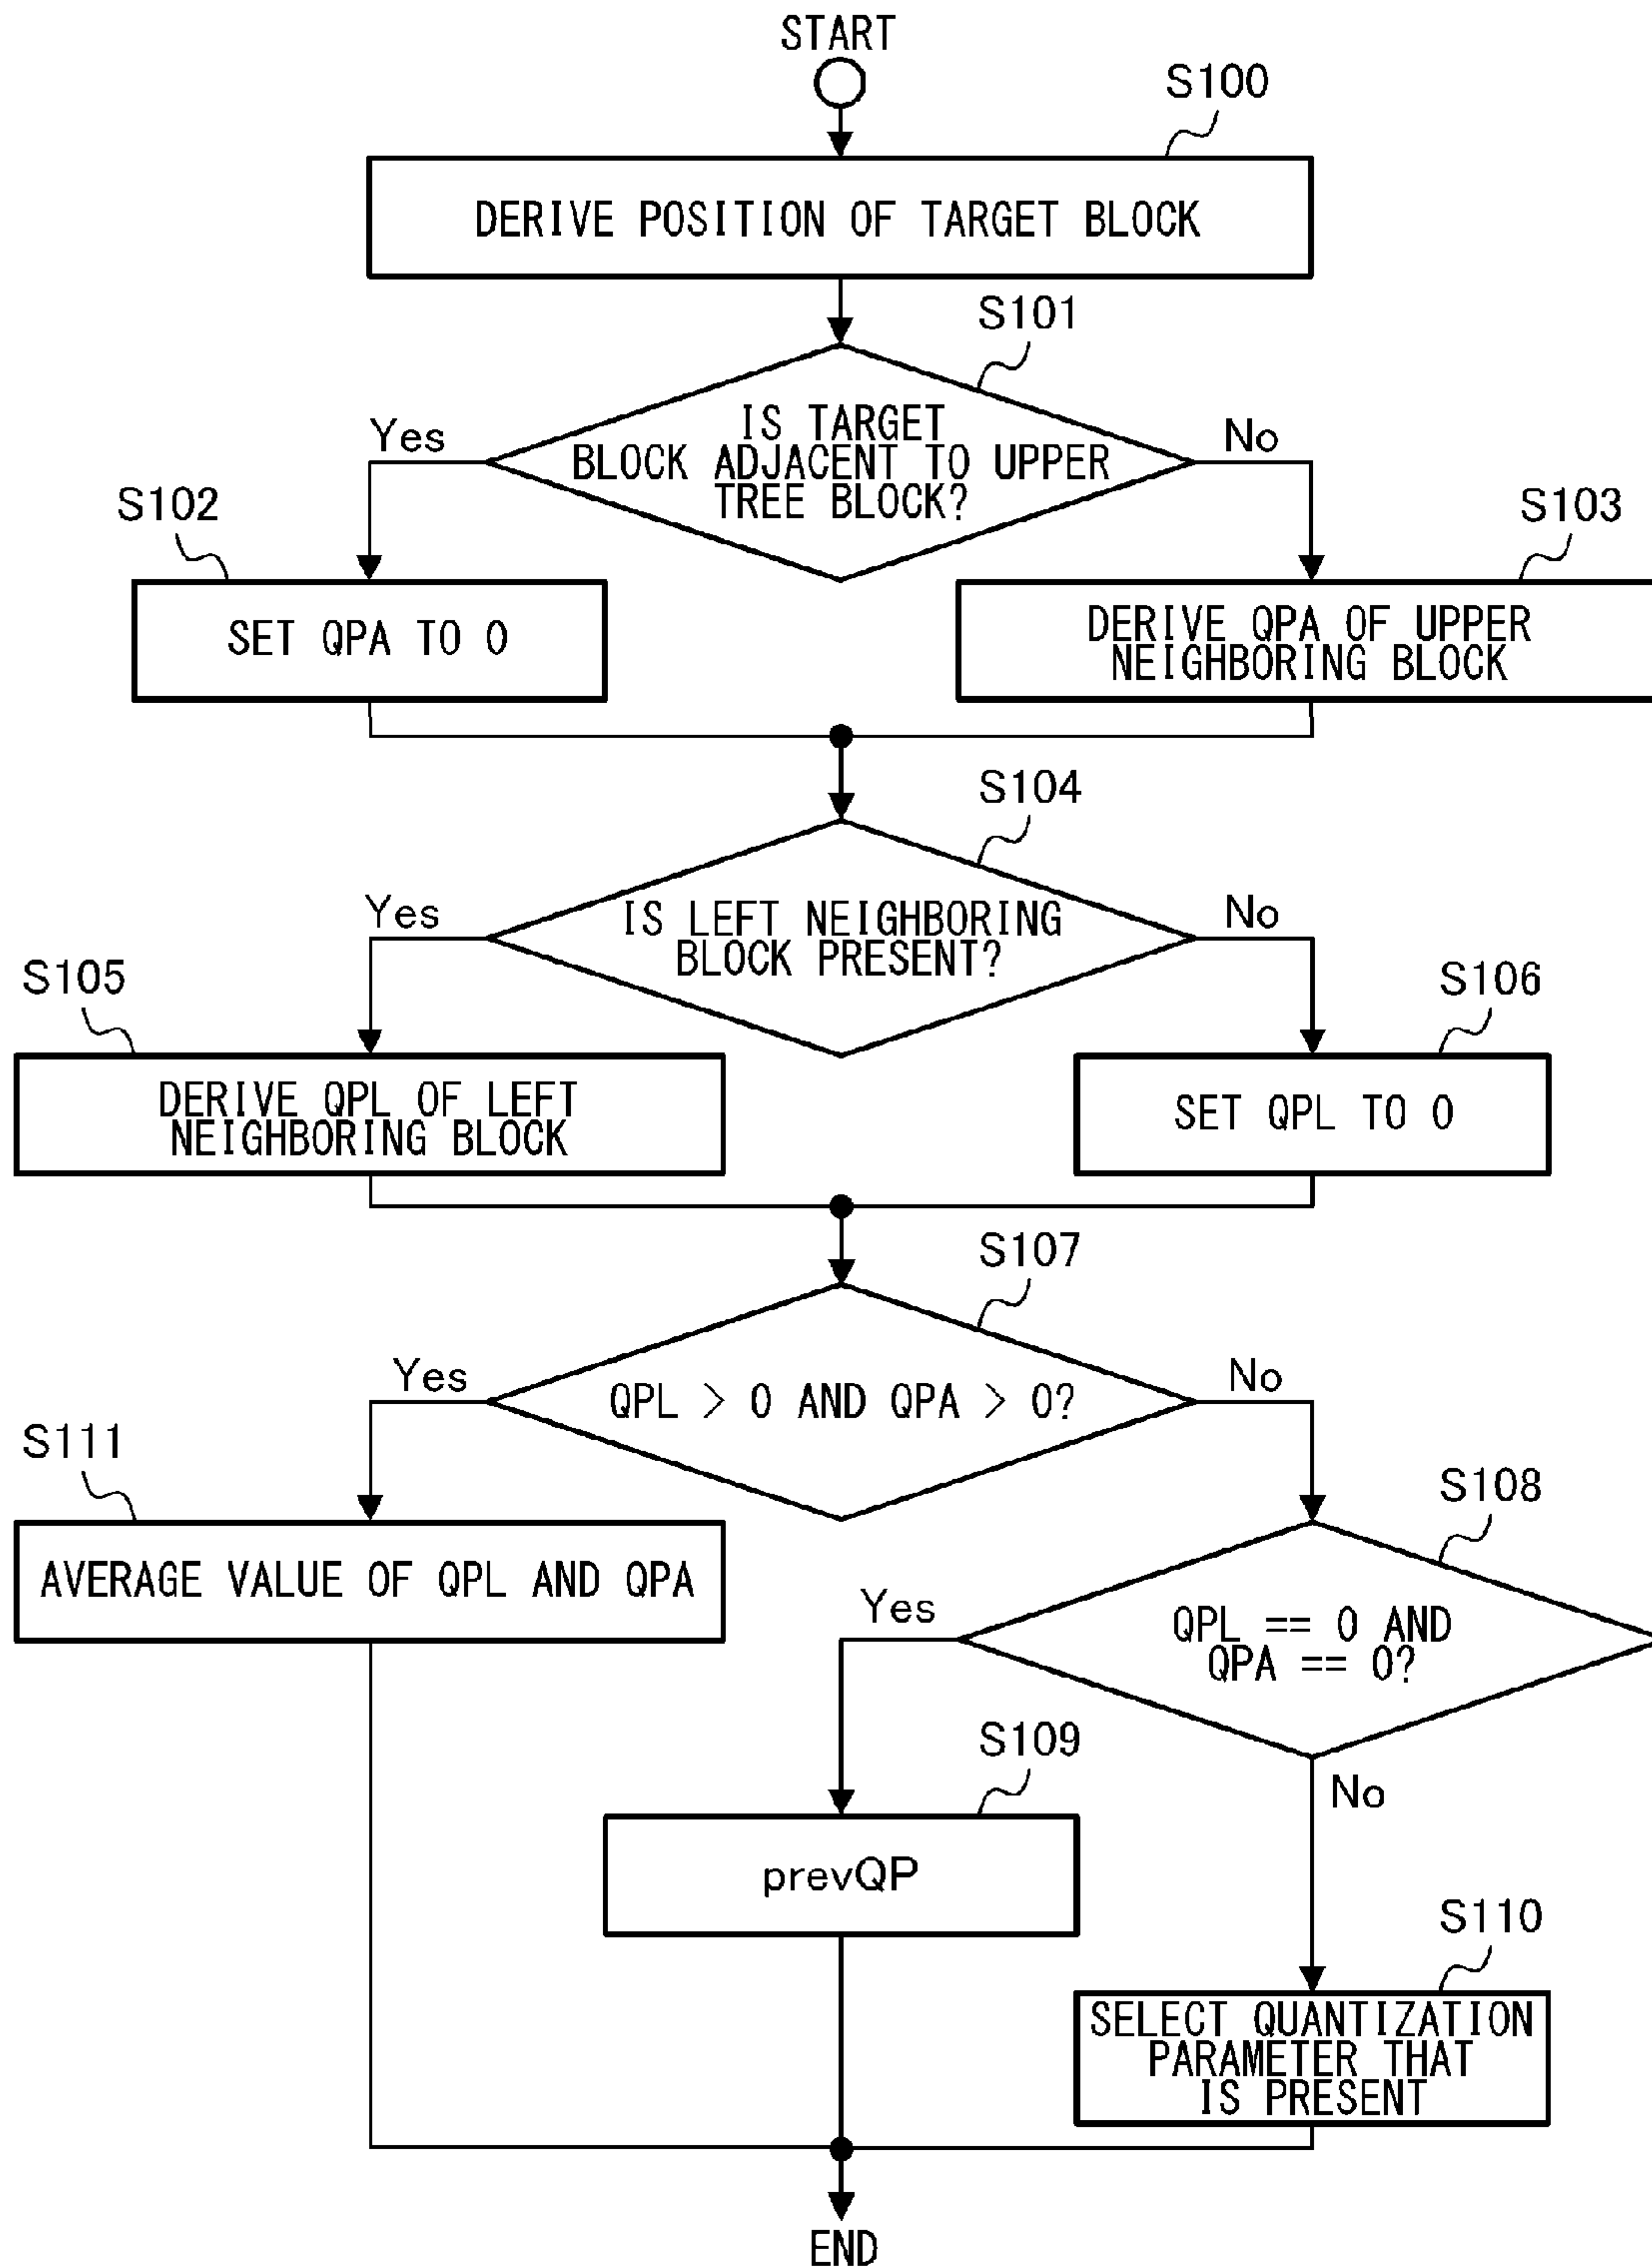 START
S100
DERIVE POSITION OF TARGET BLOCK
S101
IS TARGET
BLOCK ADJACENT TO UPPER
TREE BLOCK?
Yes
No
S102
SET QPA TO 0
S103
DERIVE QPA OF UPPER
NEIGHBORING BLOCK
S104
IS LEFT NEIGHBORING
BLOCK PRESENT?
Yes
No
S105
DERIVE QPL OF LEFT
NEIGHBORING BLOCK
S106
SET QPL TO 0
S107
QPL > 0 AND QPA > 0?
Yes
No
S111
AVERAGE VALUE OF QPL AND QPA
S108
QPL == 0 AND
QPA == 0?
Yes
No
S109
prevQP
S110
SELECT QUANTIZATION
PARAMETER THAT
IS PRESENT
END